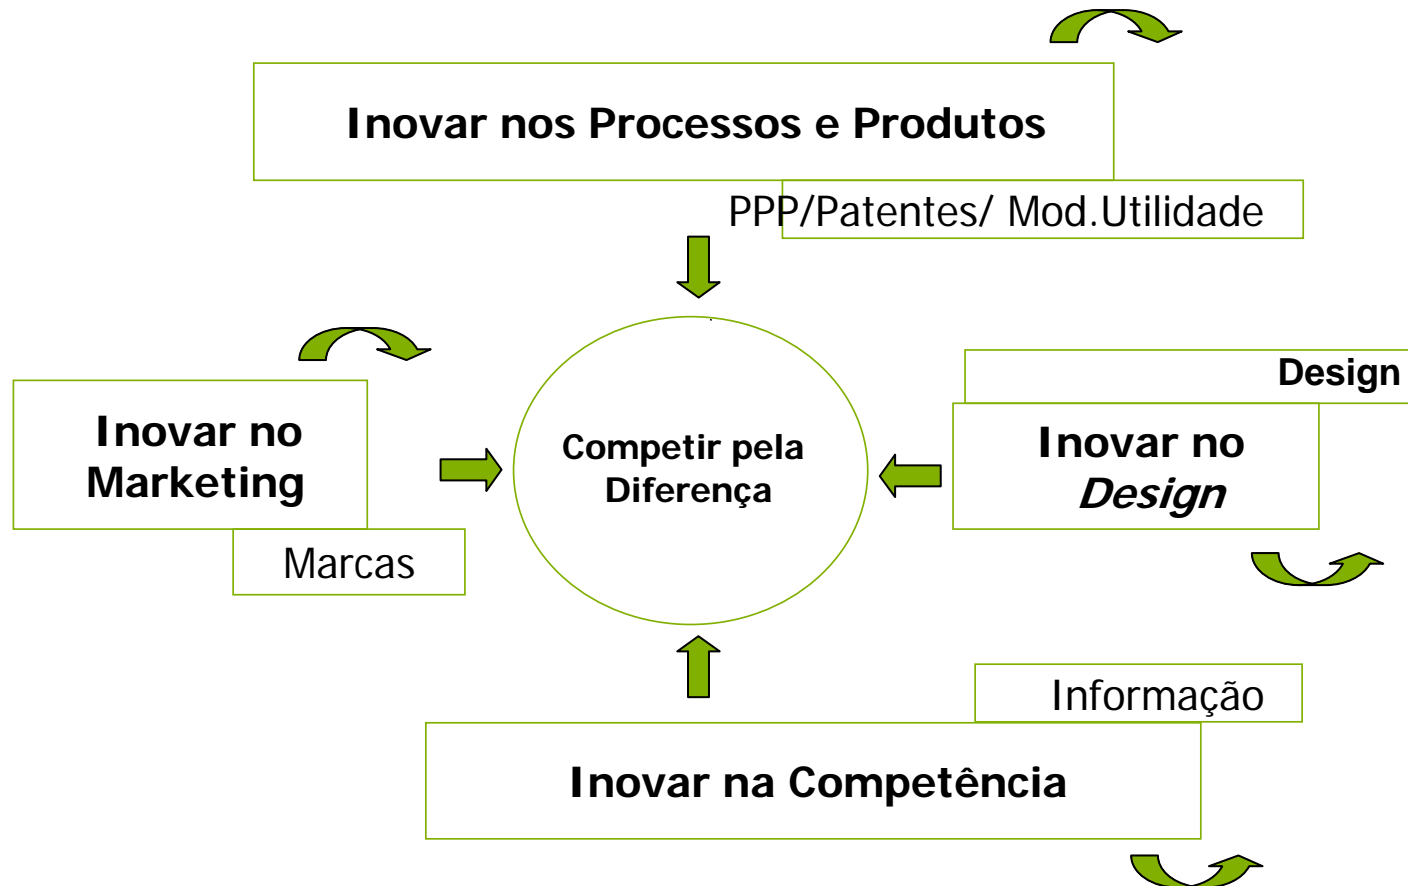 Inovar nos Processos e Produtos
PPP/Patentes/ Mod.Utilidade
Inovar no
Marketing
Marcas
Competir pela
Diferença
Design
Inovar no
Design
Informação
Inovar na Competência